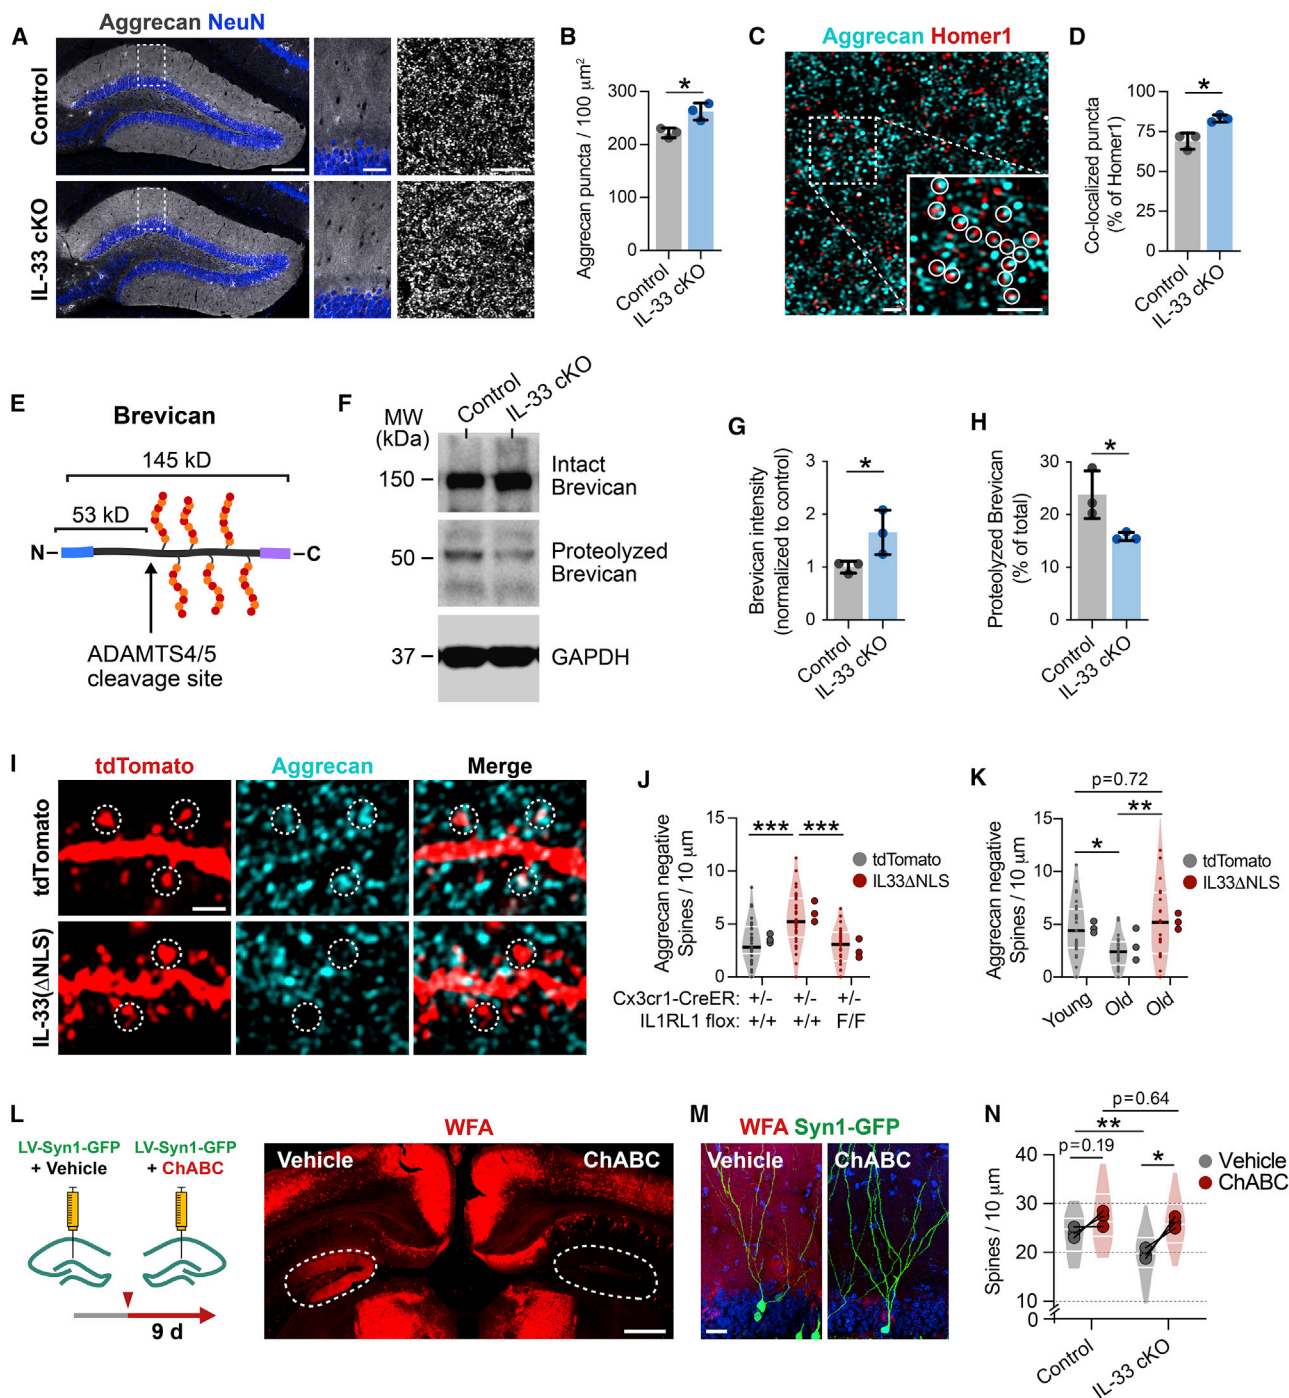 A
Aggrecan NeuN
Control
IL-33 cKO
B
Aggrecan puncta / 100 μm²
300
200
100
0
*
Control
IL-33 cKO
C
Aggrecan Homer1
D
Co-localized puncta
(% of Homer1)
100
75
50
25
0
*
Control
IL-33 cKO
E
Brevican
145 kD
53 kD
N
C
ADAMTS4/5
cleavage site
F
MW
(kDa)
Control
IL-33 cKO
150
Intact
Brevican
50
Proteolyzed
Brevican
37
GAPDH
G
Brevican intensity
(normalized to control)
3
2
1
0
*
Control
IL-33 cKO
H
Proteolyzed Brevican
(% of total)
30
20
10
0
*
Control
IL-33 cKO
I
tdTomato
Aggrecan
Merge
tdTomato
IL-33(ΔNLS)
J
Aggrecan negative
Spines / 10 μm
15
10
5
0
***
***
tdTomato
IL33ΔNLS
Cx3cr1-CreER: +/- +/- +/-
IL1RL1 flox: +/+ +/+ F/F
K
Aggrecan negative
Spines / 10 μm
15
10
5
0
p=0.72
*
**
tdTomato
IL33ΔNLS
Young
Old
Old
L
LV-Syn1-GFP
+ Vehicle
LV-Syn1-GFP
+ ChABC
9 d
WFA
Vehicle
ChABC
M
WFA Syn1-GFP
Vehicle
ChABC
N
Spines / 10 μm
40
30
20
10
0
p=0.64
**
p=0.19
*
Vehicle
ChABC
Control
IL-33 cKO